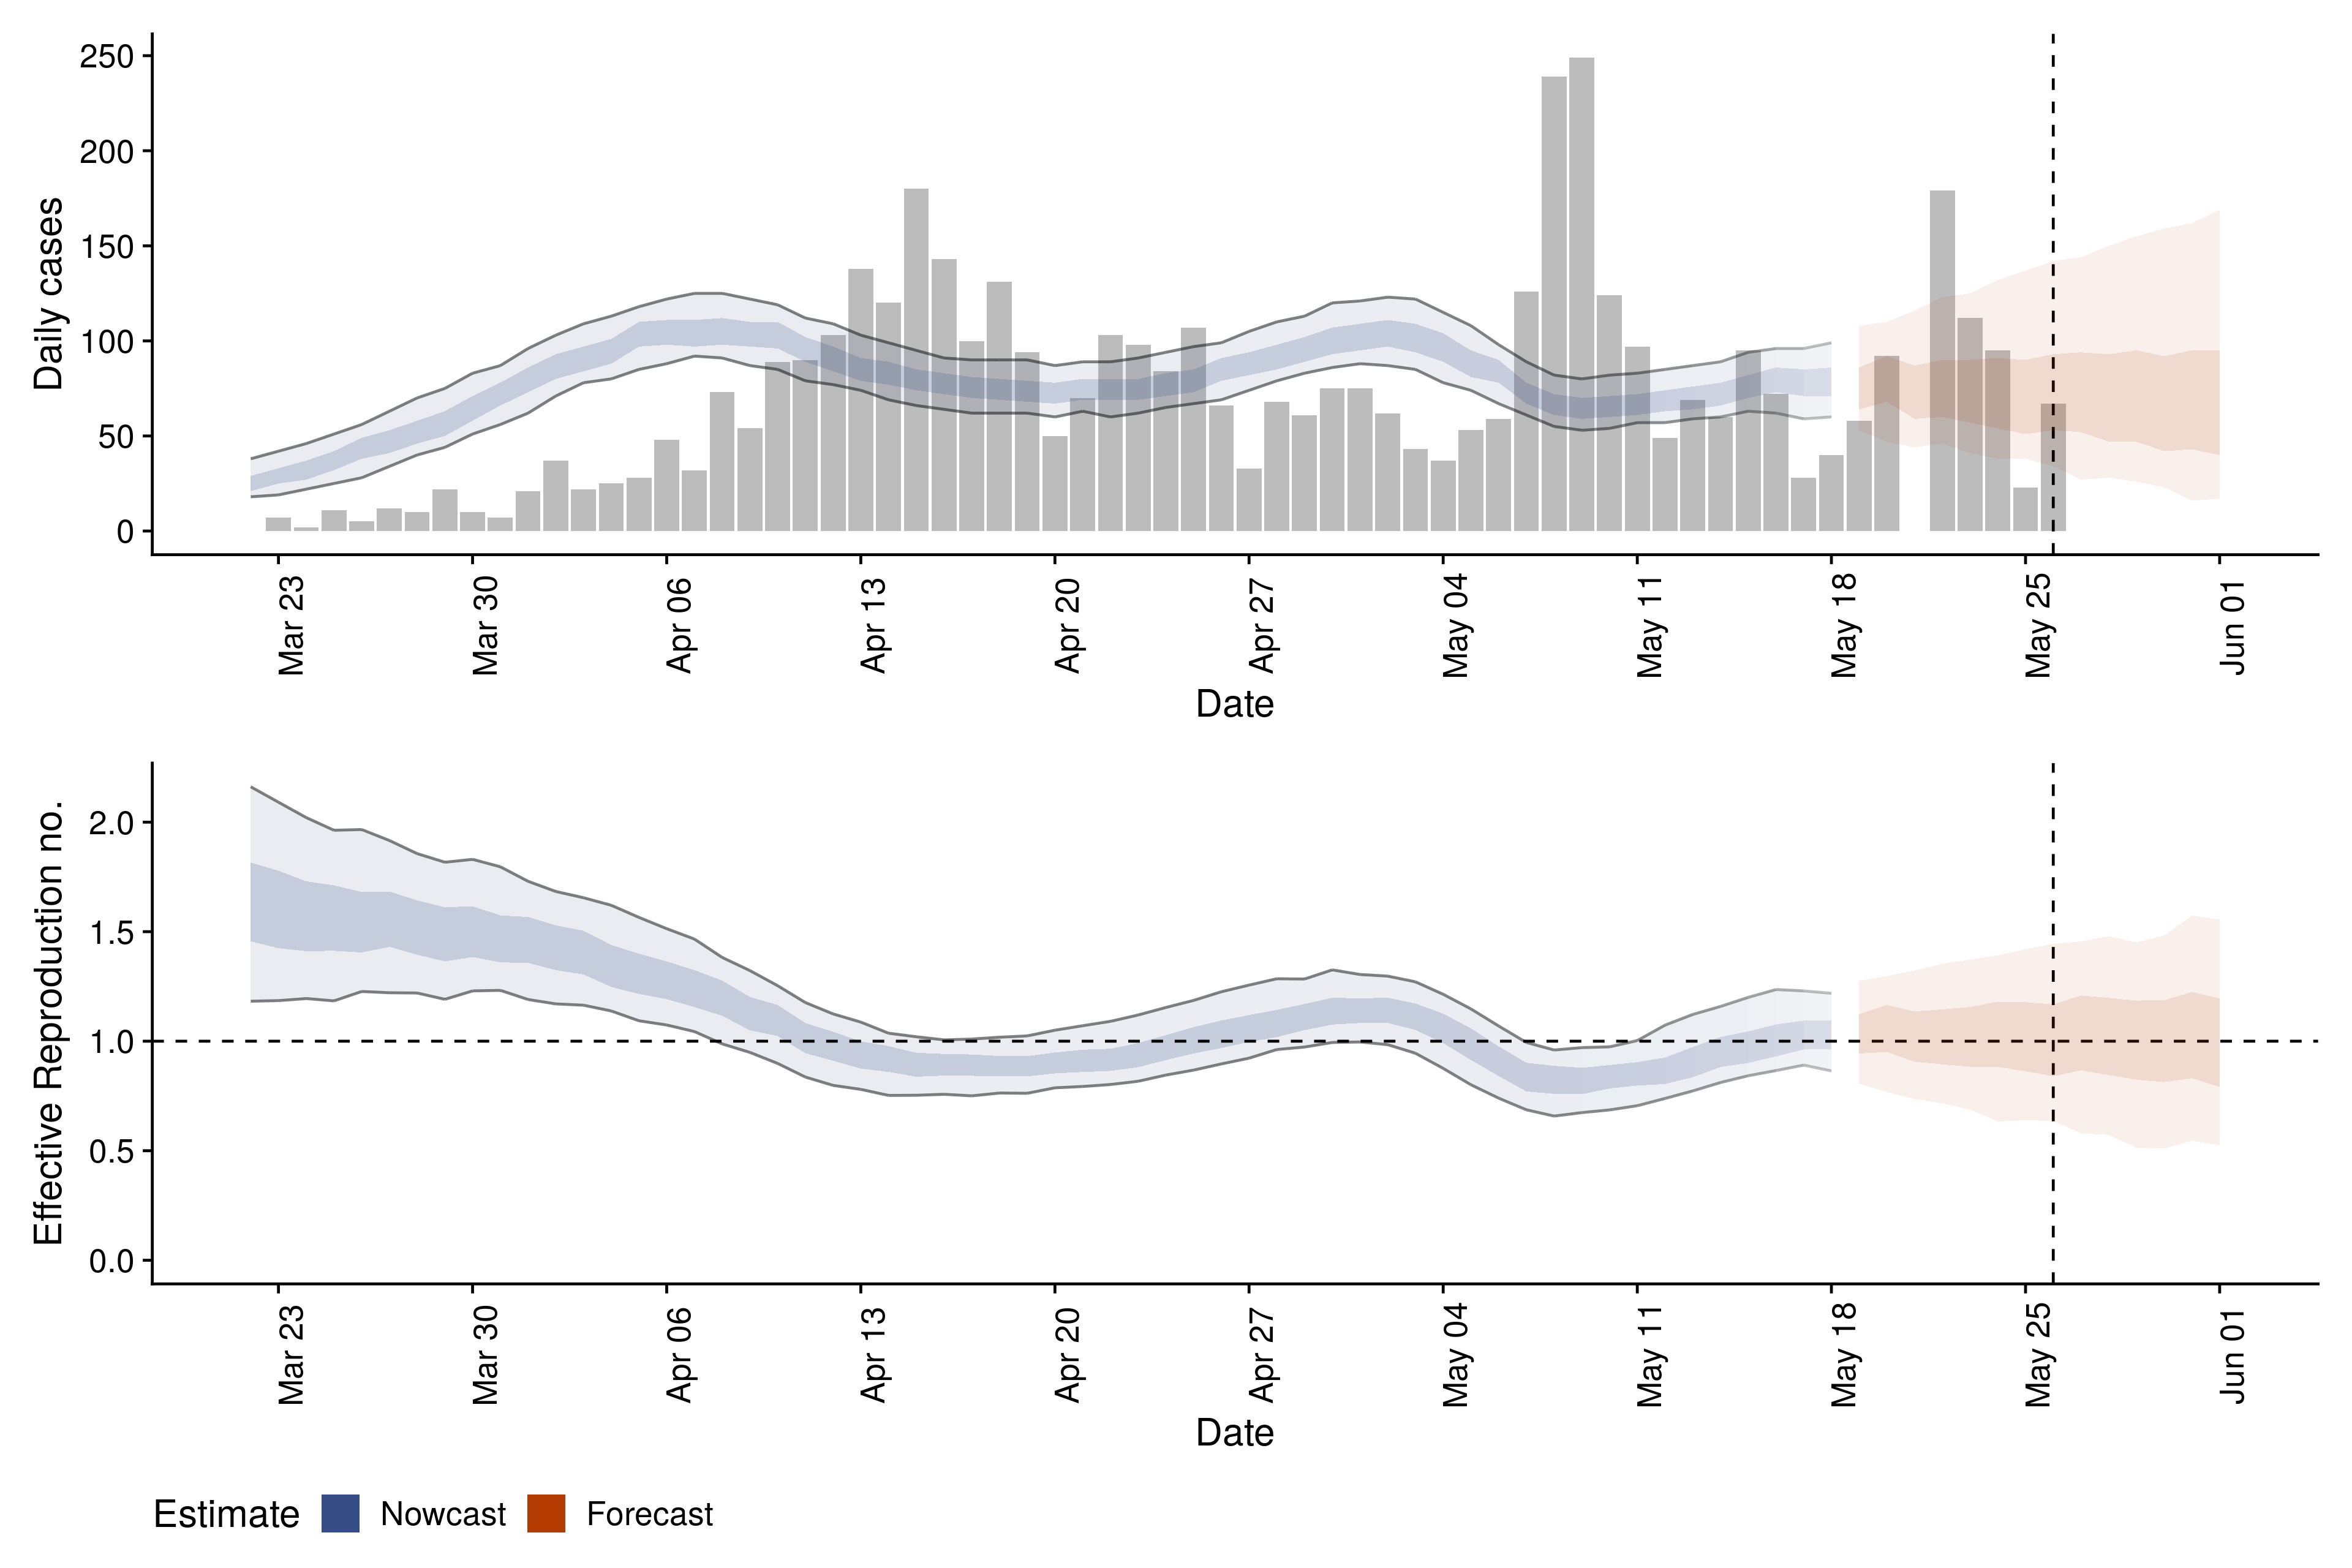 Daily cases
250
200
150
100
50
0
Mar 23
Mar 30
Apr 06
Apr 13
Apr 20
Apr 27
May 04
May 11
May 18
May 25
Jun 01
Date
Effective Reproduction no.
2.0
1.5
1.0
0.5
0.0
Mar 23
Mar 30
Apr 06
Apr 13
Apr 20
Apr 27
May 04
May 11
May 18
May 25
Jun 01
Date
Estimate Nowcast Forecast